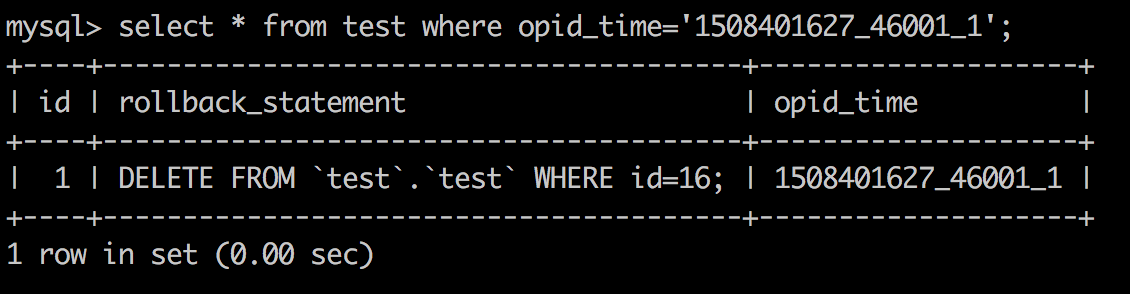 mysql> select * from test where opid_time='1508401627_46001_1';
+----+------------------------------------------+--------------------+
| id | rollback_statement                       | opid_time          |
+----+------------------------------------------+--------------------+
|  1 | DELETE FROM `test`.`test` WHERE id=16; | 1508401627_46001_1 |
+----+------------------------------------------+--------------------+
1 row in set (0.00 sec)